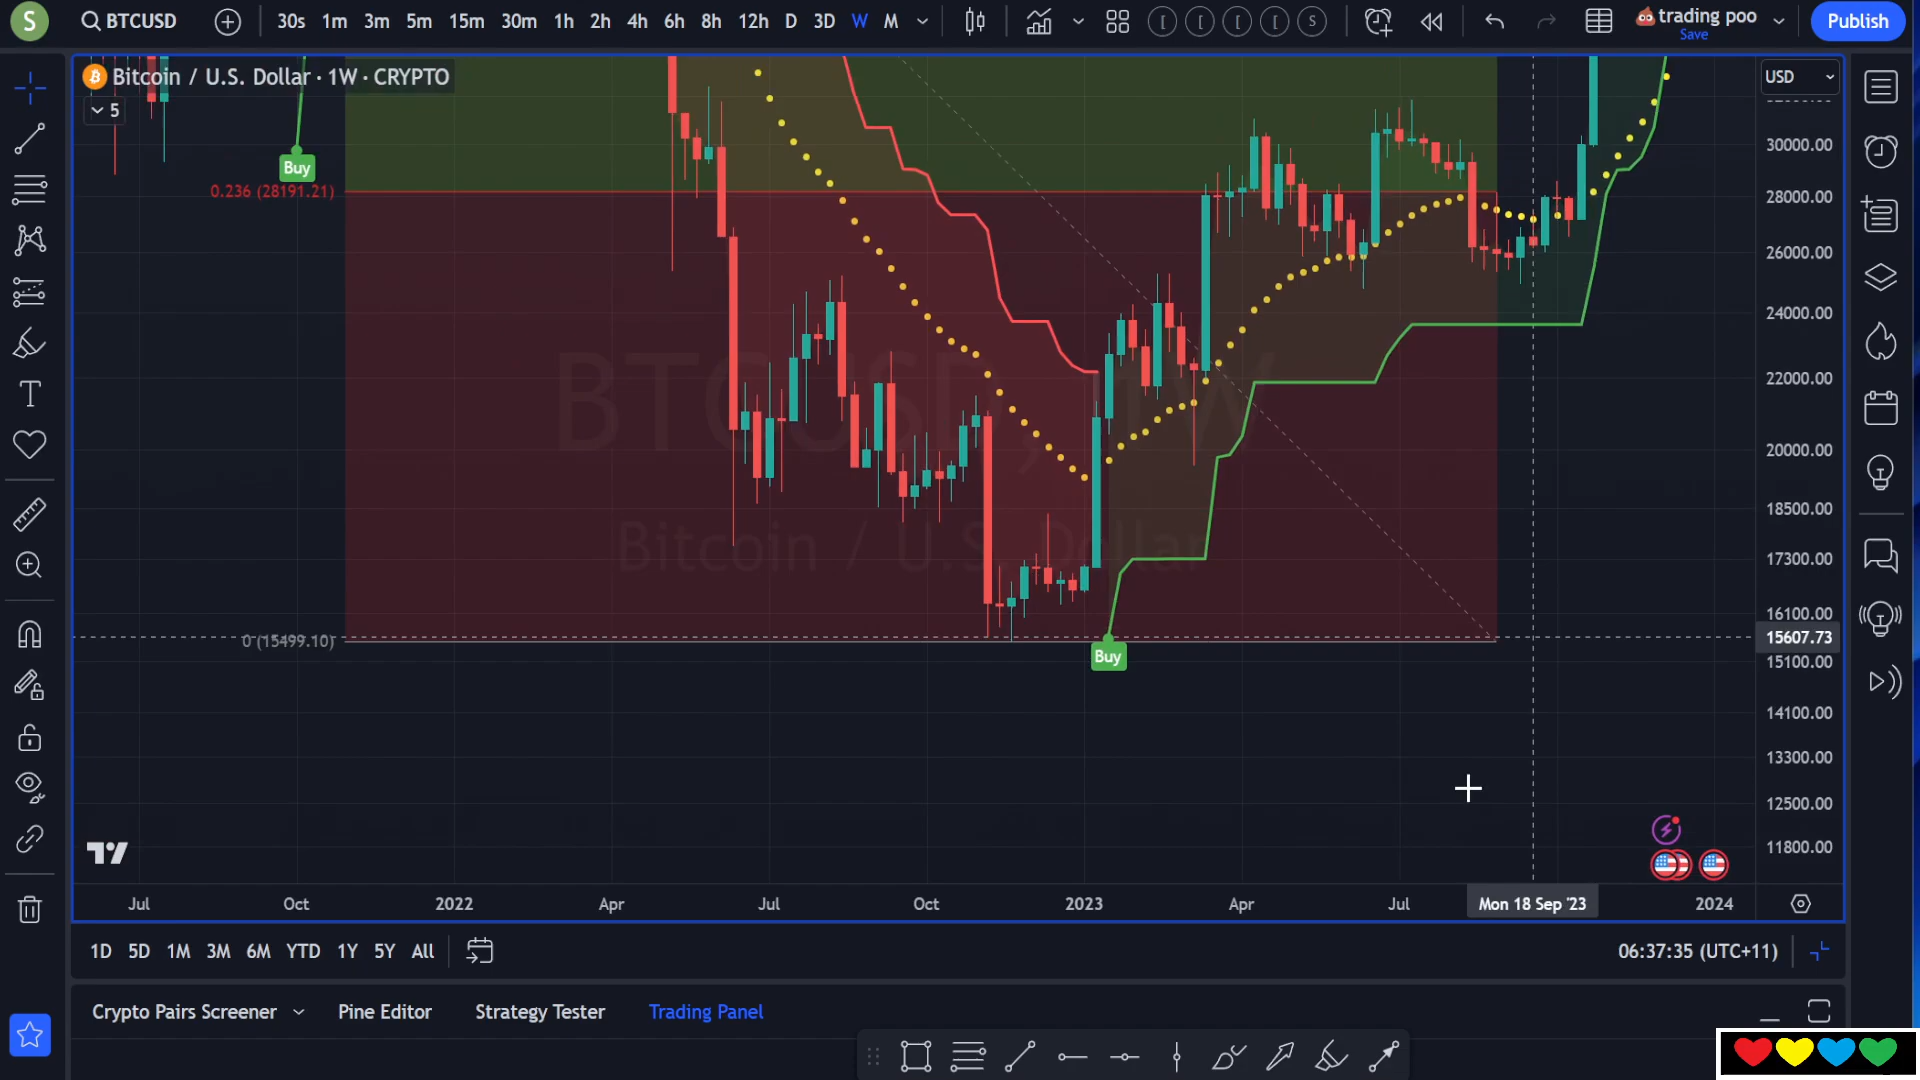 S
BTCUSD
30s 1m 3m 5m 15m 30m 1h 2h 4h 6h 8h 12h D 3D W M
[ [ [ [ S
trading poo
Save
Publish
Bitcoin / U.S. Dollar · 1W · CRYPTO
5
USD
Buy
0.236 (28191.21)
BTCUSD, 1W
Bitcoin / U.S. Dollar
0 (15499.10)
Buy
30000.00
28000.00
26000.00
24000.00
22000.00
20000.00
18500.00
17300.00
16100.00
15607.73
15100.00
14100.00
13300.00
12500.00
11800.00
Jul Oct 2022 Apr Jul Oct 2023 Apr Jul Mon 18 Sep '23 2024
1D 5D 1M 3M 6M YTD 1Y 5Y All
06:37:35 (UTC+11)
Crypto Pairs Screener Pine Editor Strategy Tester Trading Panel